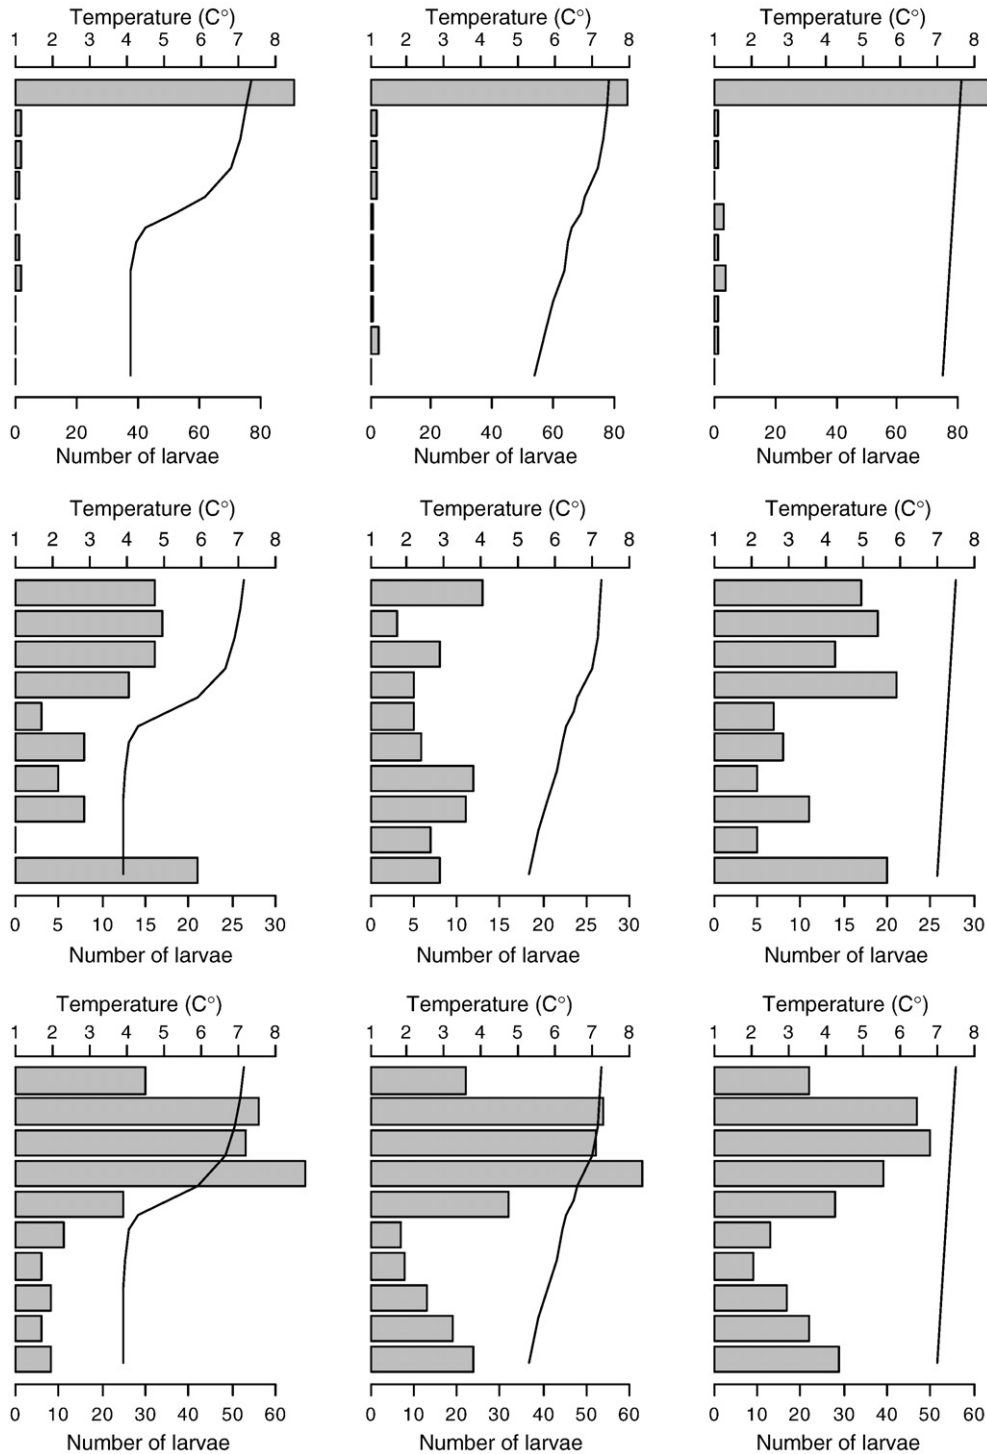 Temperature (C°) Temperature (C°) Temperature (C°)
1 2 3 4 5 6 7 8 1 2 3 4 5 6 7 8 1 2 3 4 5 6 7 8
0 20 40 60 80 0 20 40 60 80 0 20 40 60 80
Number of larvae Number of larvae Number of larvae
Temperature (C°) Temperature (C°) Temperature (C°)
1 2 3 4 5 6 7 8 1 2 3 4 5 6 7 8 1 2 3 4 5 6 7 8
0 5 10 15 20 25 30 0 5 10 15 20 25 30 0 5 10 15 20 25 30
Number of larvae Number of larvae Number of larvae
Temperature (C°) Temperature (C°) Temperature (C°)
1 2 3 4 5 6 7 8 1 2 3 4 5 6 7 8 1 2 3 4 5 6 7 8
0 10 20 30 40 50 60 0 10 20 30 40 50 60 0 10 20 30 40 50 60
Number of larvae Number of larvae Number of larvae